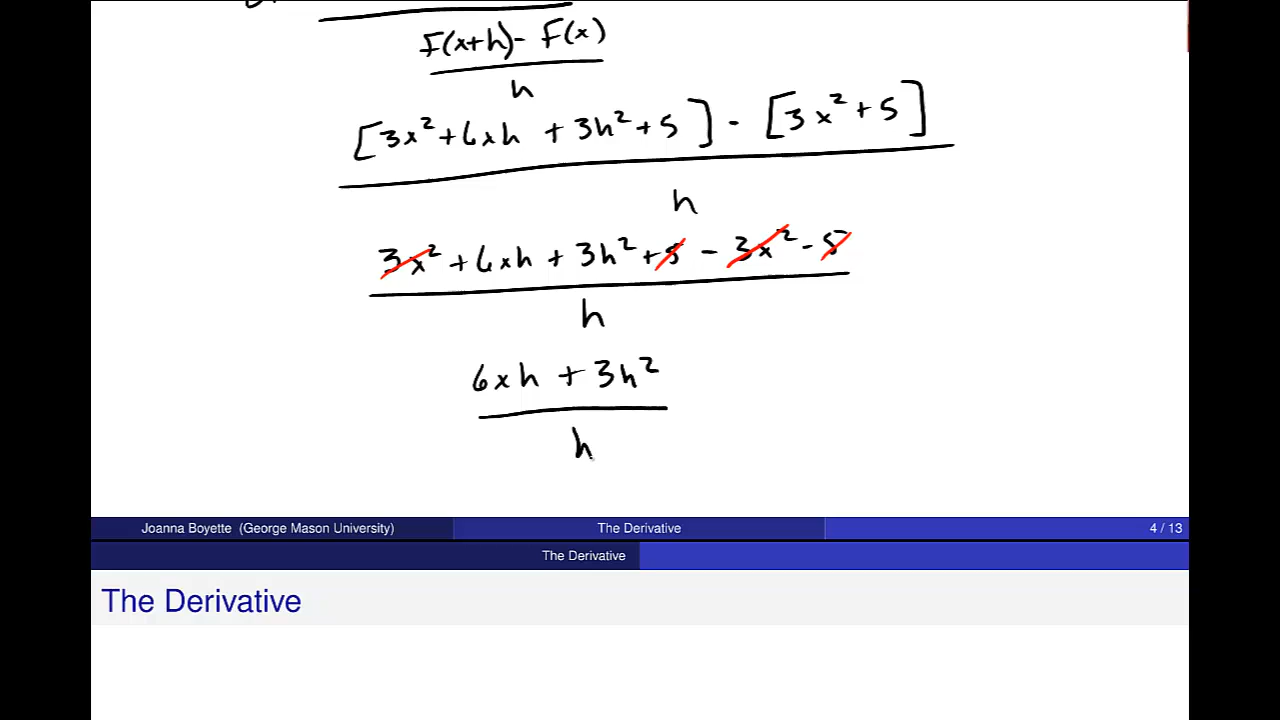 F(x+h) - F(x)
h
[3x²+6xh + 3h²+5] - [3x²+5]
h
3x²+6xh+3h²+5 - 3x² - 5
h
6xh + 3h²
h
Joanna Boyette (George Mason University) The Derivative 4 / 13
The Derivative
The Derivative